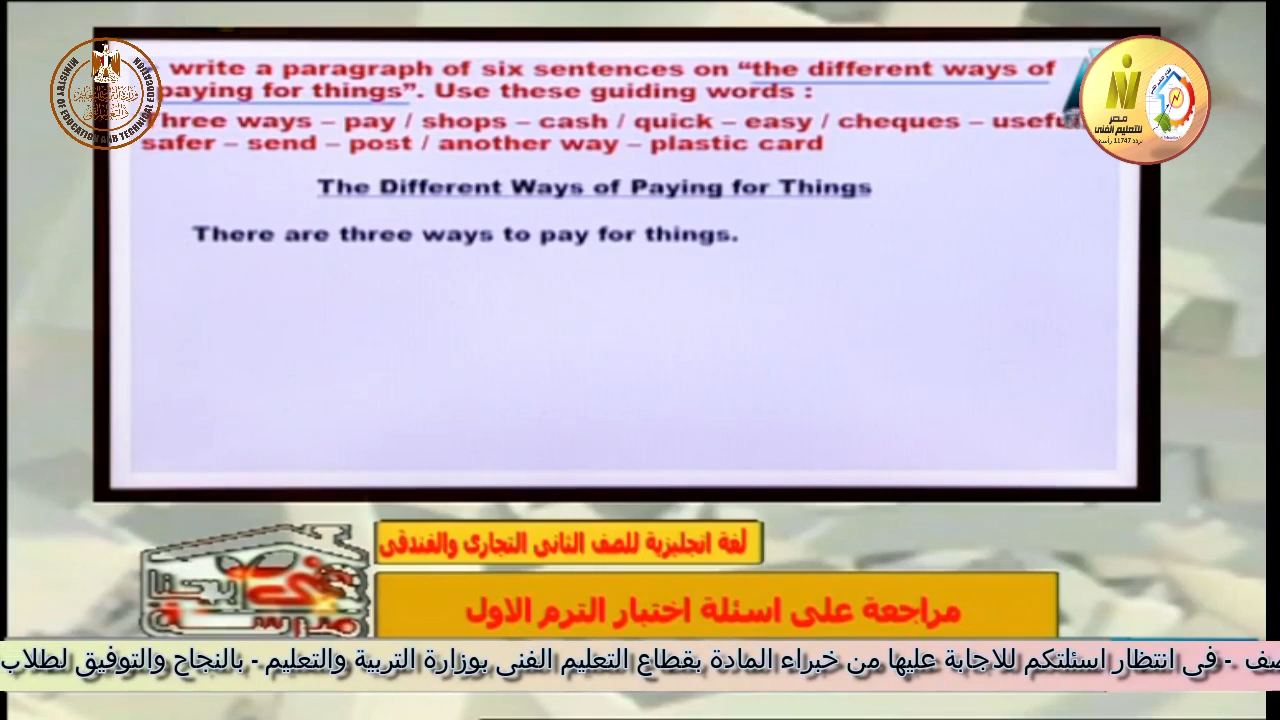 write a paragraph of six sentences on “the different ways of
paying for things”. Use these guiding words :
three ways – pay / shops – cash / quick – easy / cheques – useful
safer – send – post / another way – plastic card
The Different Ways of Paying for Things
There are three ways to pay for things.
مصر
للتعليم الفنى
تردد 11747 رأسى
لغة انجليزية للصف الثانى التجارى والفندقى
مراجعة على اسئلة اختبار الترم الاول
صف - فى انتظار اسئلتكم للاجابة عليها من خبراء المادة بقطاع التعليم الفنى بوزارة التربية والتعليم - بالنجاح والتوفيق لطلاب